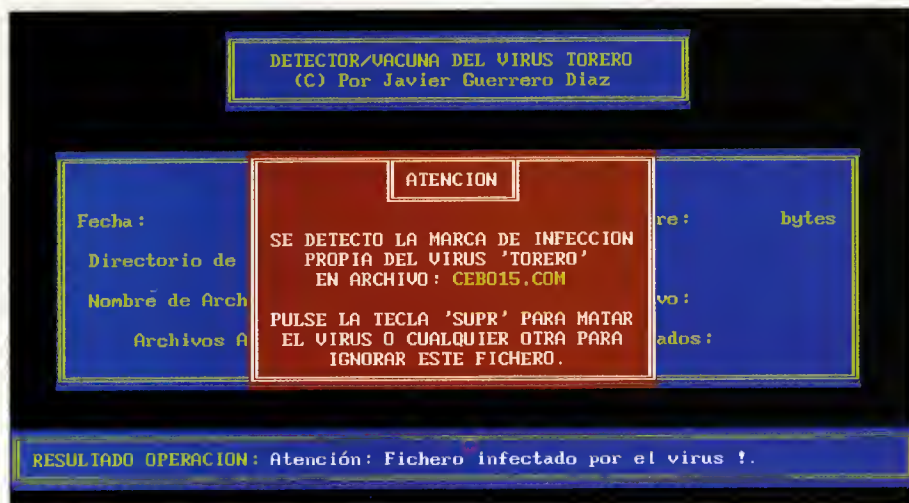 DETECTOR/VACUNA DEL VIRUS TORERO
(C) Por Javier Guerrero Diaz
ATENCION
Fecha: re: bytes
SE DETECTO LA MARCA DE INFECCION
Directorio de PROPIA DEL VIRUS 'TORERO'
EN ARCHIVO: CEBO15.COM
Nombre de Arch vo:
PULSE LA TECLA 'SUPR' PARA MATAR
Archivos A EL VIRUS O CUALQUIER OTRA PARA ados:
IGNORAR ESTE FICHERO.
RESULTADO OPERACION: Atención: Fichero infectado por el virus !.